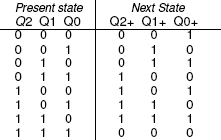 Present state Next State
Q2 Q1 Q0 Q2+ Q1+ Q0+
0 0 0 0 0 1
0 0 1 0 1 0
0 1 0 0 1 1
0 1 1 1 0 0
1 0 0 1 0 1
1 0 1 1 1 0
1 1 0 1 1 1
1 1 1 0 0 0